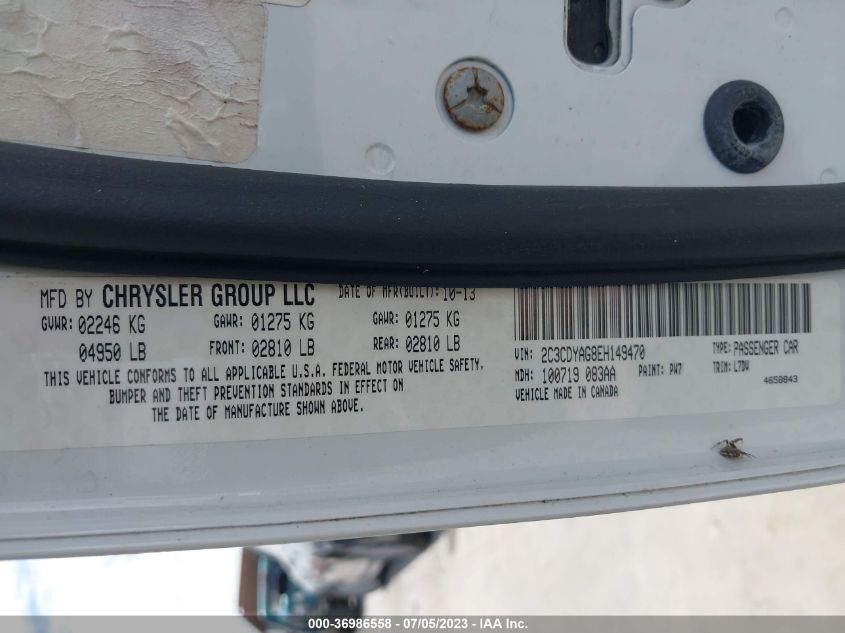 MFD BY CHRYSLER GROUP LLC DATE OF MFR(BUILT): 10-13
GVWR: 02246 KG GAWR: 01275 KG GAWR: 01275 KG
04950 LB FRONT: 02810 LB REAR: 02810 LB
THIS VEHICLE CONFORMS TO ALL APPLICABLE U.S.A. FEDERAL MOTOR VEHICLE SAFETY,
BUMPER AND THEFT PREVENTION STANDARDS IN EFFECT ON
THE DATE OF MANUFACTURE SHOWN ABOVE.
VIN: 2C3CDYAG8EH149470 TYPE: PASSENGER CAR
MDH: 100719 083AA PAINT: PW7 TRIM: L7DV
VEHICLE MADE IN CANADA 4658843
000-36986558 - 07/05/2023 - IAA Inc.